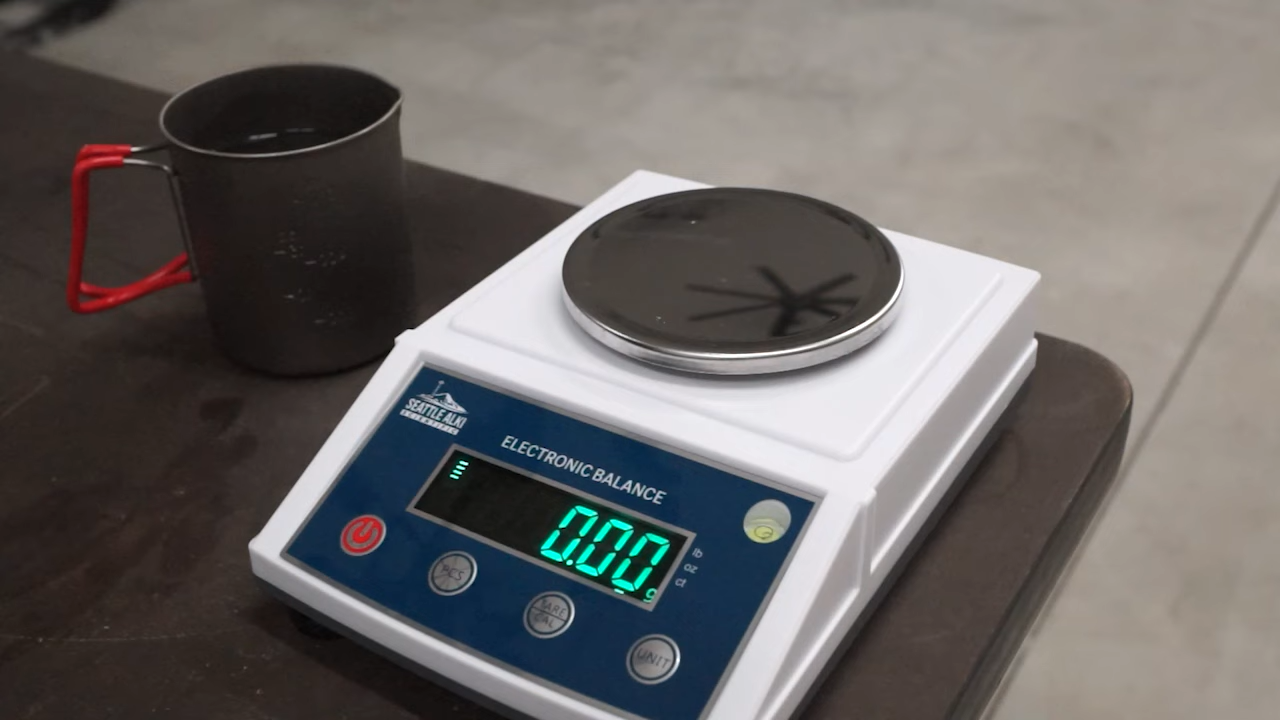 SEATTLE ALKI
SCIENTIFIC
ELECTRONIC BALANCE
0.00
g
lb
oz
ct
PCS
TARE
CAL
UNIT